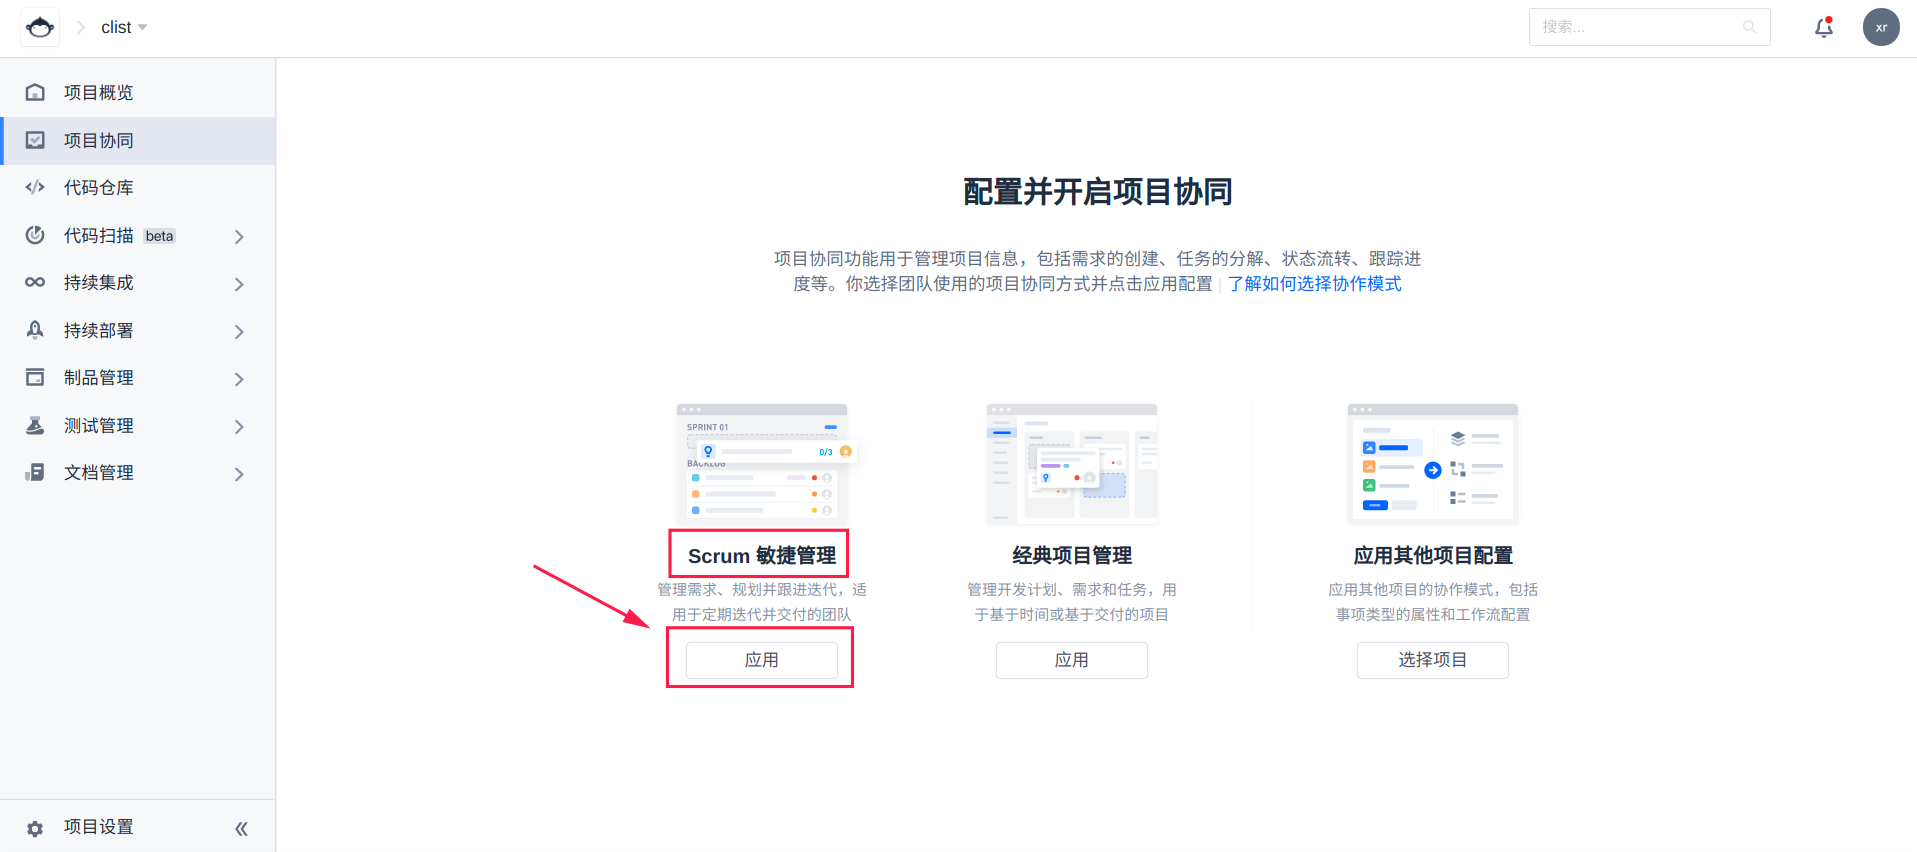 clist
搜索...
xr
项目概览
项目协同
代码仓库
代码扫描 beta
持续集成
持续部署
制品管理
测试管理
文档管理
项目设置
配置并开启项目协同
项目协同功能用于管理项目信息，包括需求的创建、任务的分解、状态流转、跟踪进
度等。你选择团队使用的项目协同方式并点击应用配置 | 了解如何选择协作模式
SPRINT 01
0/3
BACKLOG
Scrum 敏捷管理
管理需求、规划并跟进迭代，适
用于定期迭代并交付的团队
应用
经典项目管理
管理开发计划、需求和任务，用
于基于时间或基于交付的项目
应用
应用其他项目配置
应用其他项目的协作模式，包括
事项类型的属性和工作流配置
选择项目